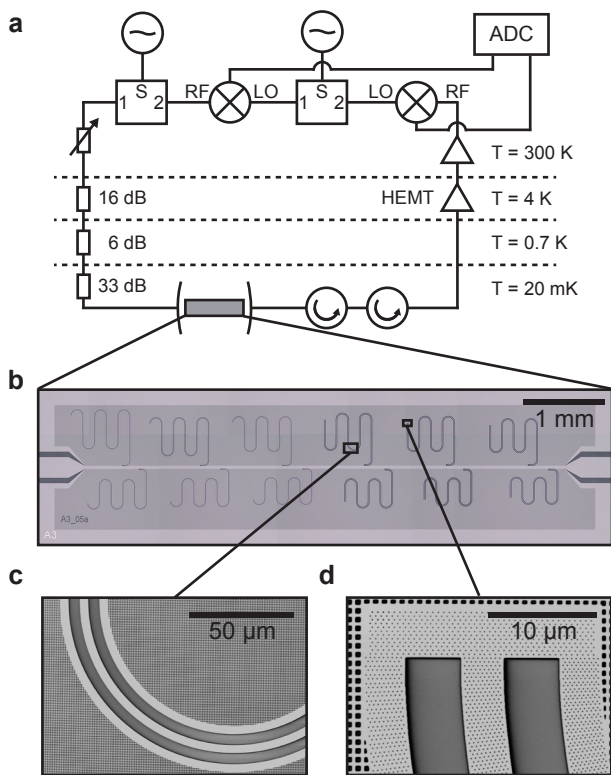 a
ADC
1 S 2 RF LO 1 S 2 LO RF
T = 300 K
16 dB HEMT T = 4 K
6 dB T = 0.7 K
33 dB T = 20 mK
b
1 mm
A3_05a
A3
c d
50 µm 10 µm